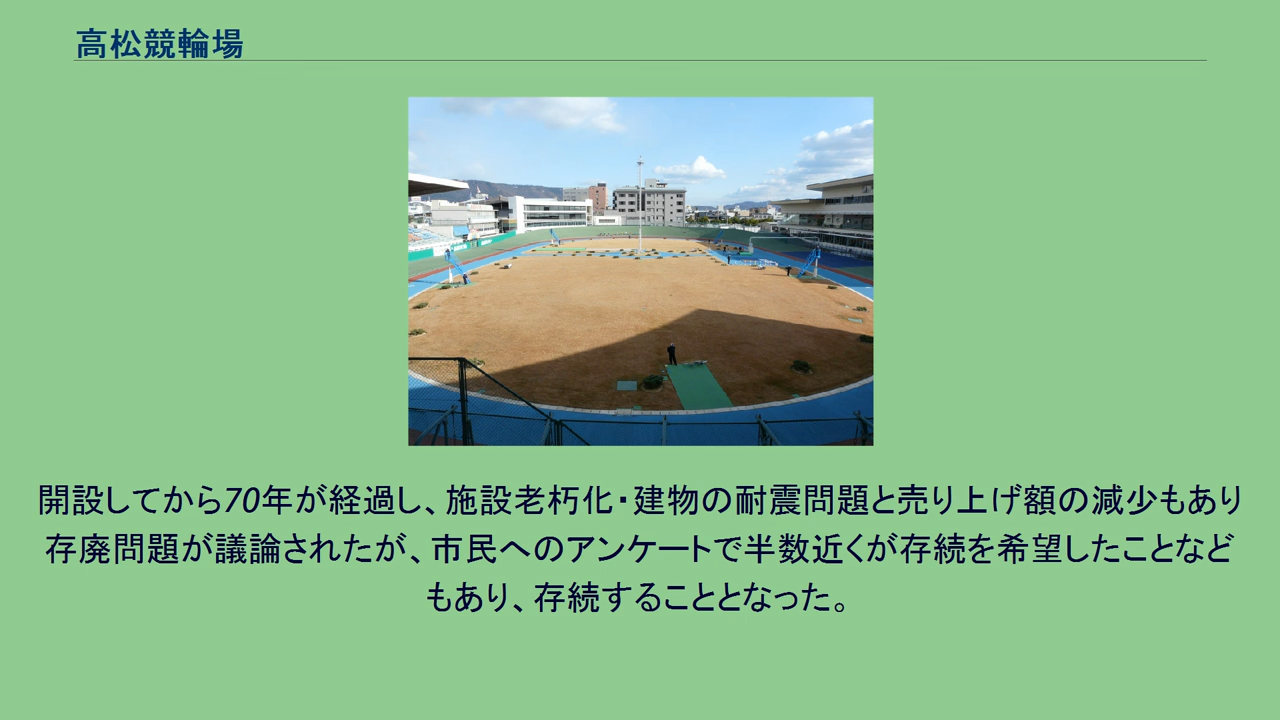 高松競輪場
開設してから70年が経過し、施設老朽化・建物の耐震問題と売り上げ額の減少もあり
存廃問題が議論されたが、市民へのアンケートで半数近くが存続を希望したことなど
もあり、存続することとなった。